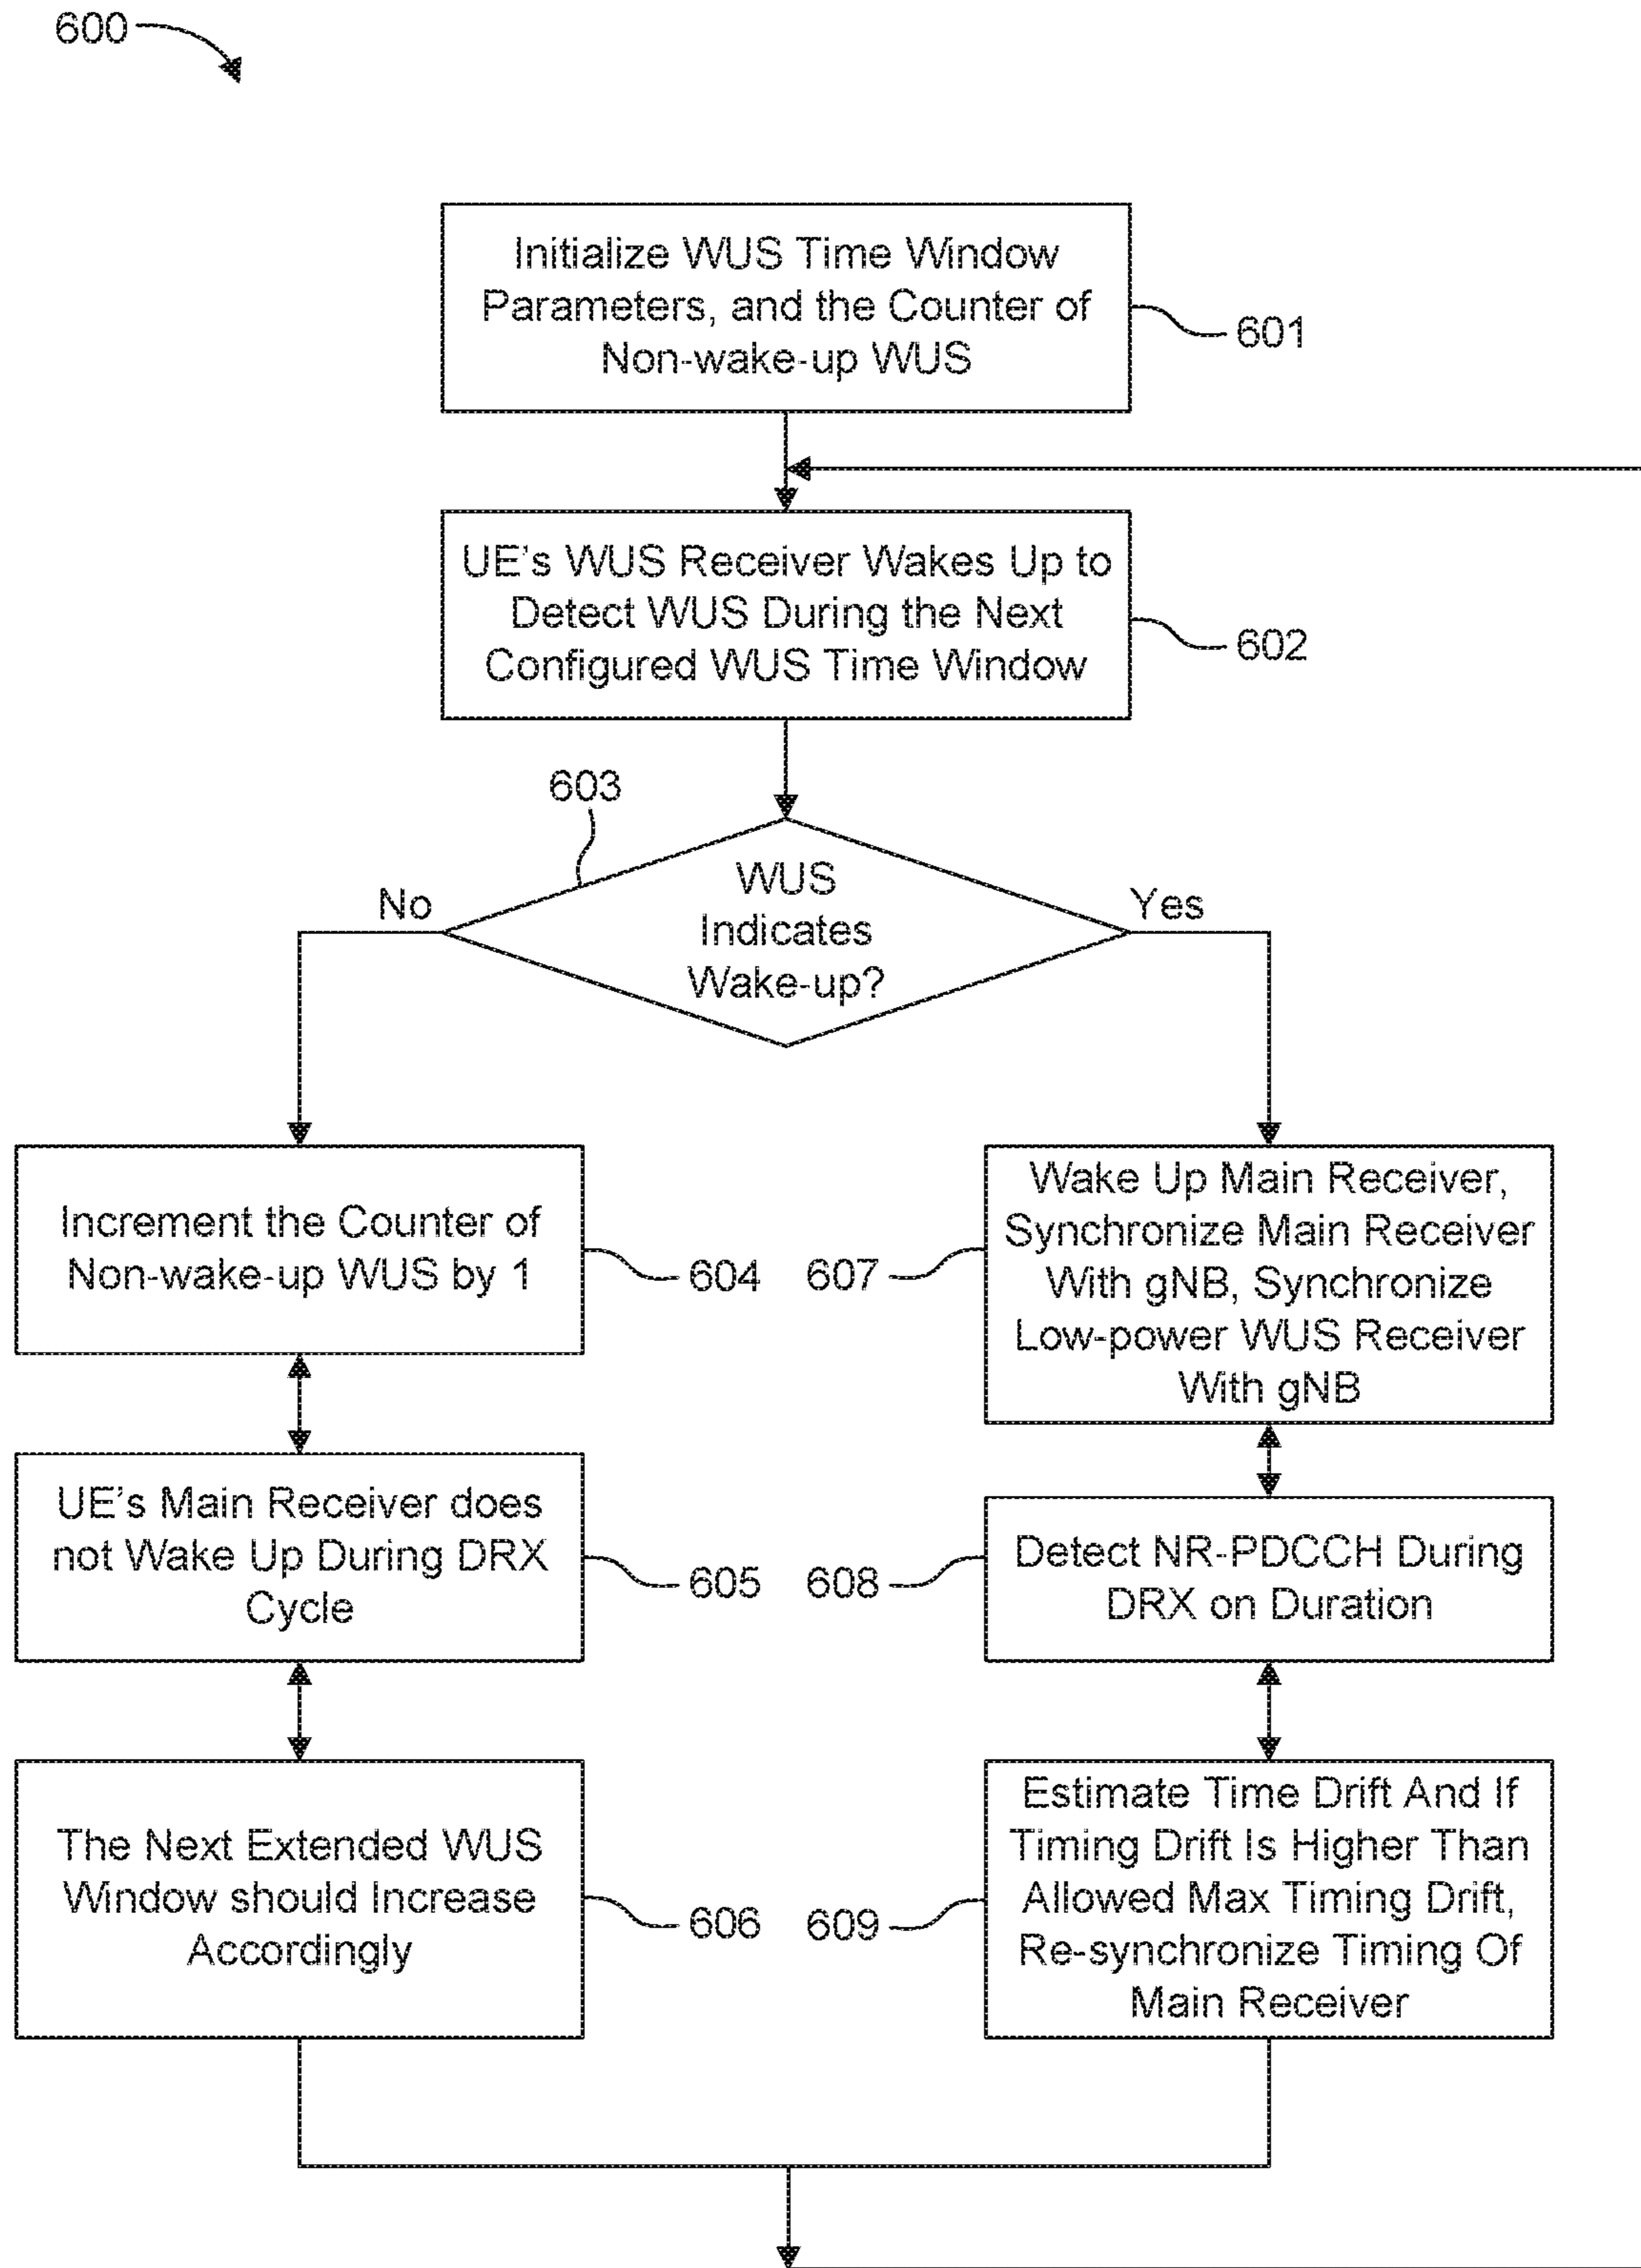 600
Initialize WUS Time Window
Parameters, and the Counter of
Non-wake-up WUS
601
UE's WUS Receiver Wakes Up to
Detect WUS During the Next
Configured WUS Time Window
602
603
WUS
Indicates
Wake-up?
No
Yes
Increment the Counter of
Non-wake-up WUS by 1
604
UE's Main Receiver does
not Wake Up During DRX
Cycle
605
The Next Extended WUS
Window should Increase
Accordingly
606
Wake Up Main Receiver,
Synchronize Main Receiver
With gNB, Synchronize
Low-power WUS Receiver
With gNB
607
Detect NR-PDCCH During
DRX on Duration
608
Estimate Time Drift And If
Timing Drift Is Higher Than
Allowed Max Timing Drift,
Re-synchronize Timing Of
Main Receiver
609